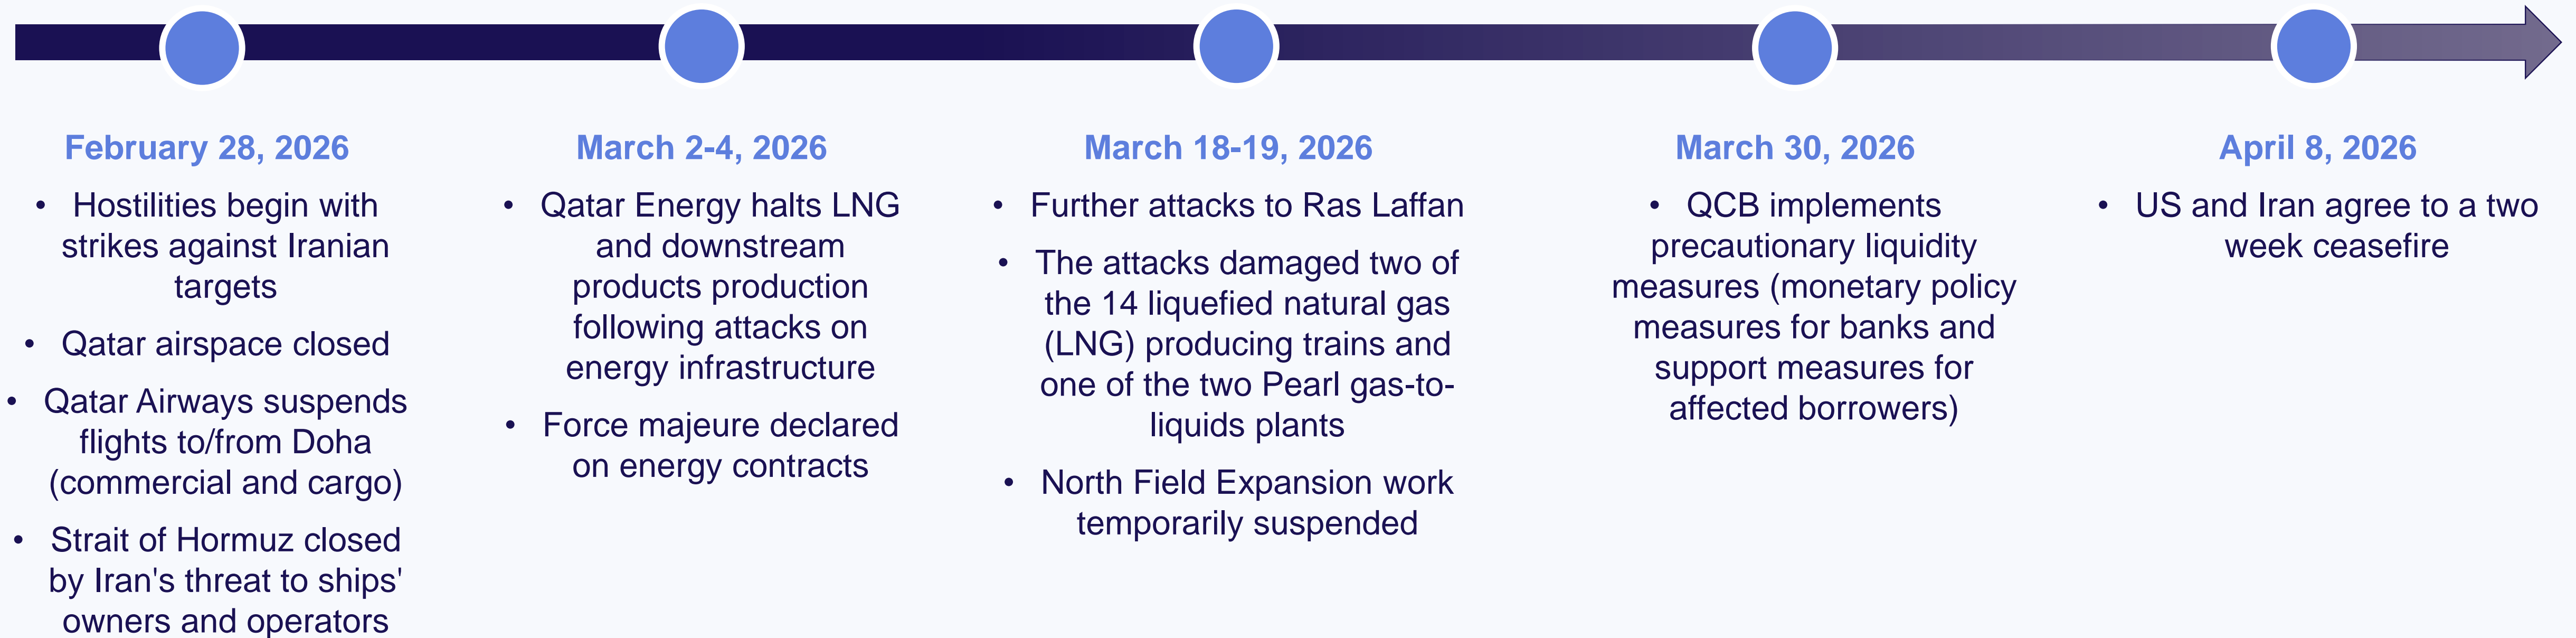 February 28, 2026
• Hostilities begin with
strikes against Iranian
targets
• Qatar airspace closed
• Qatar Airways suspends
flights to/from Doha
(commercial and cargo)
• Strait of Hormuz closed
by Iran's threat to ships'
owners and operators
March 2-4, 2026
• Qatar Energy halts LNG
and downstream
products production
following attacks on
energy infrastructure
• Force majeure declared
on energy contracts
March 18-19, 2026
• Further attacks to Ras Laffan
• The attacks damaged two of
the 14 liquefied natural gas
(LNG) producing trains and
one of the two Pearl gas-to-
liquids plants
• North Field Expansion work
temporarily suspended
March 30, 2026
• QCB implements
precautionary liquidity
measures (monetary policy
measures for banks and
support measures for
affected borrowers)
April 8, 2026
• US and Iran agree to a two
week ceasefire